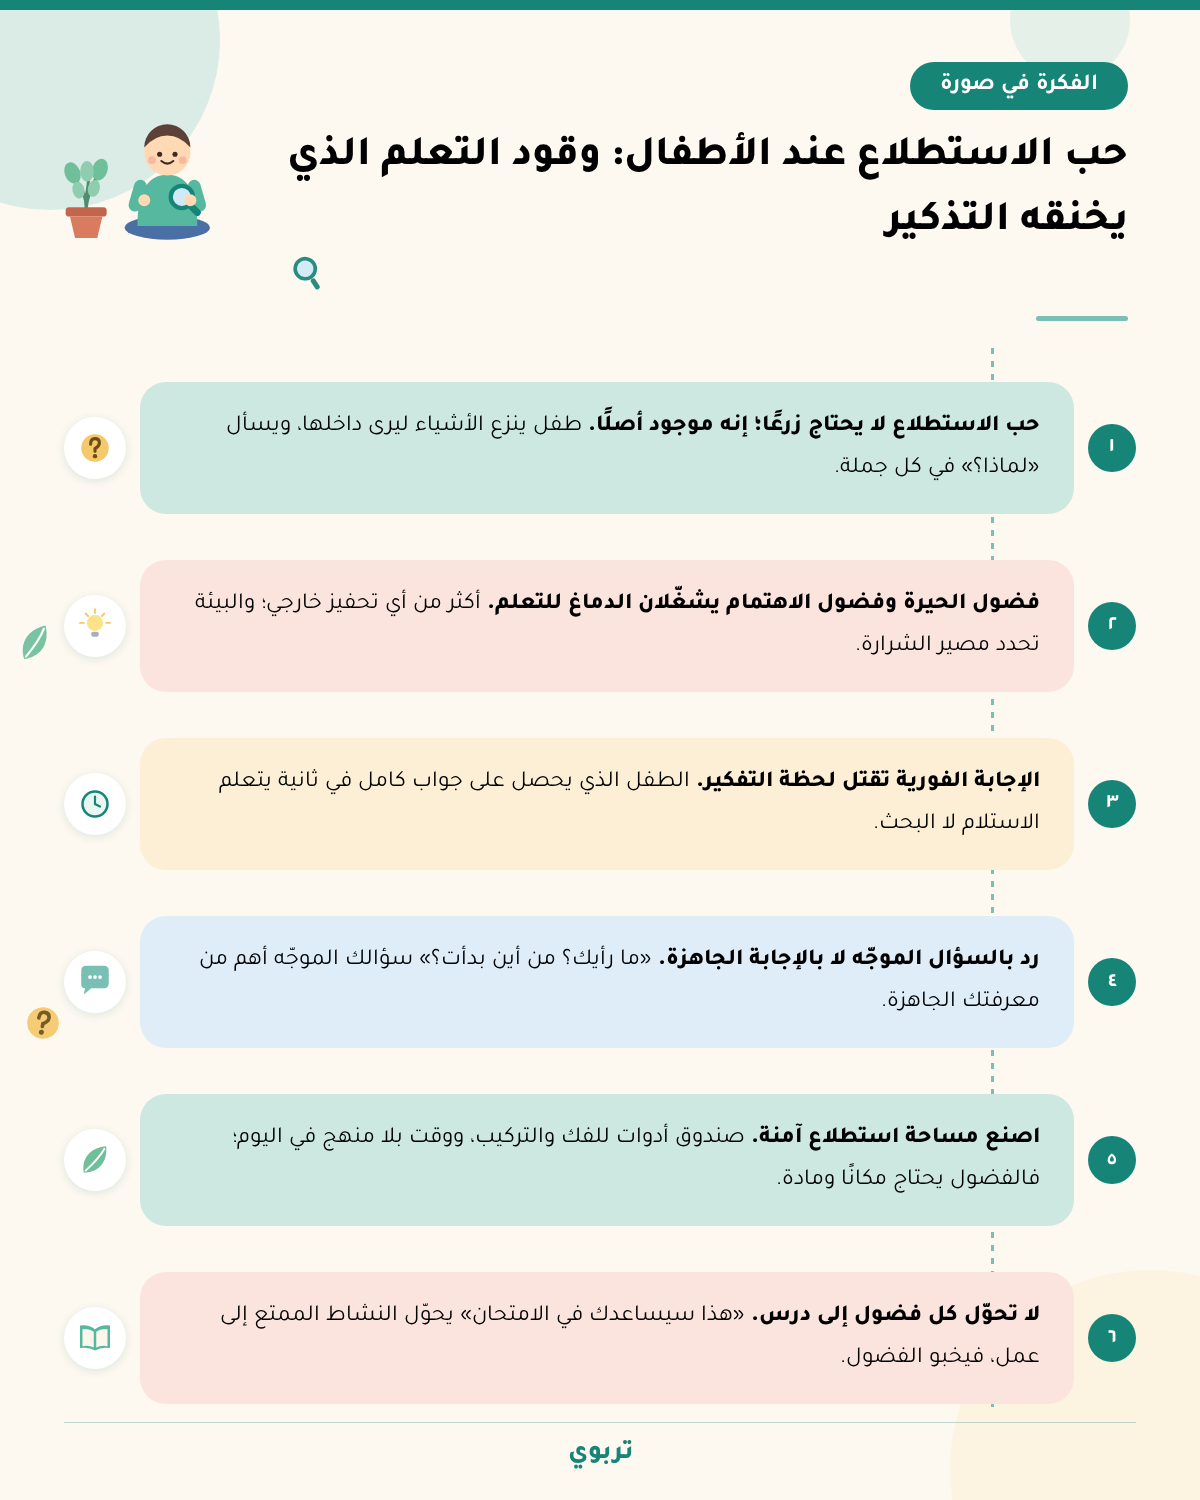 الفكرة في صورة
حب الاستطلاع عند الأطفال: وقود التعلم الذي
يخنقه التذكير
١
حب الاستطلاع لا يحتاج زرعًا؛ إنه موجود أصلًا. طفل ينزع الأشياء ليرى داخلها، ويسأل
«لماذا؟» في كل جملة.
?
٢
فضول الحيرة وفضول الاهتمام يشغّلان الدماغ للتعلم. أكثر من أي تحفيز خارجي؛ والبيئة
تحدد مصير الشرارة.
٣
الإجابة الفورية تقتل لحظة التفكير. الطفل الذي يحصل على جواب كامل في ثانية يتعلم
الاستلام لا البحث.
٤
رد بالسؤال الموجّه لا بالإجابة الجاهزة. «ما رأيك؟ من أين بدأت؟» سؤالك الموجّه أهم من
معرفتك الجاهزة.
?
٥
اصنع مساحة استطلاع آمنة. صندوق أدوات للفك والتركيب، ووقت بلا منهج في اليوم؛
فالفضول يحتاج مكانًا ومادة.
٦
لا تحوّل كل فضول إلى درس. «هذا سيساعدك في الامتحان» يحوّل النشاط الممتع إلى
عمل، فيخبو الفضول.
تربوي